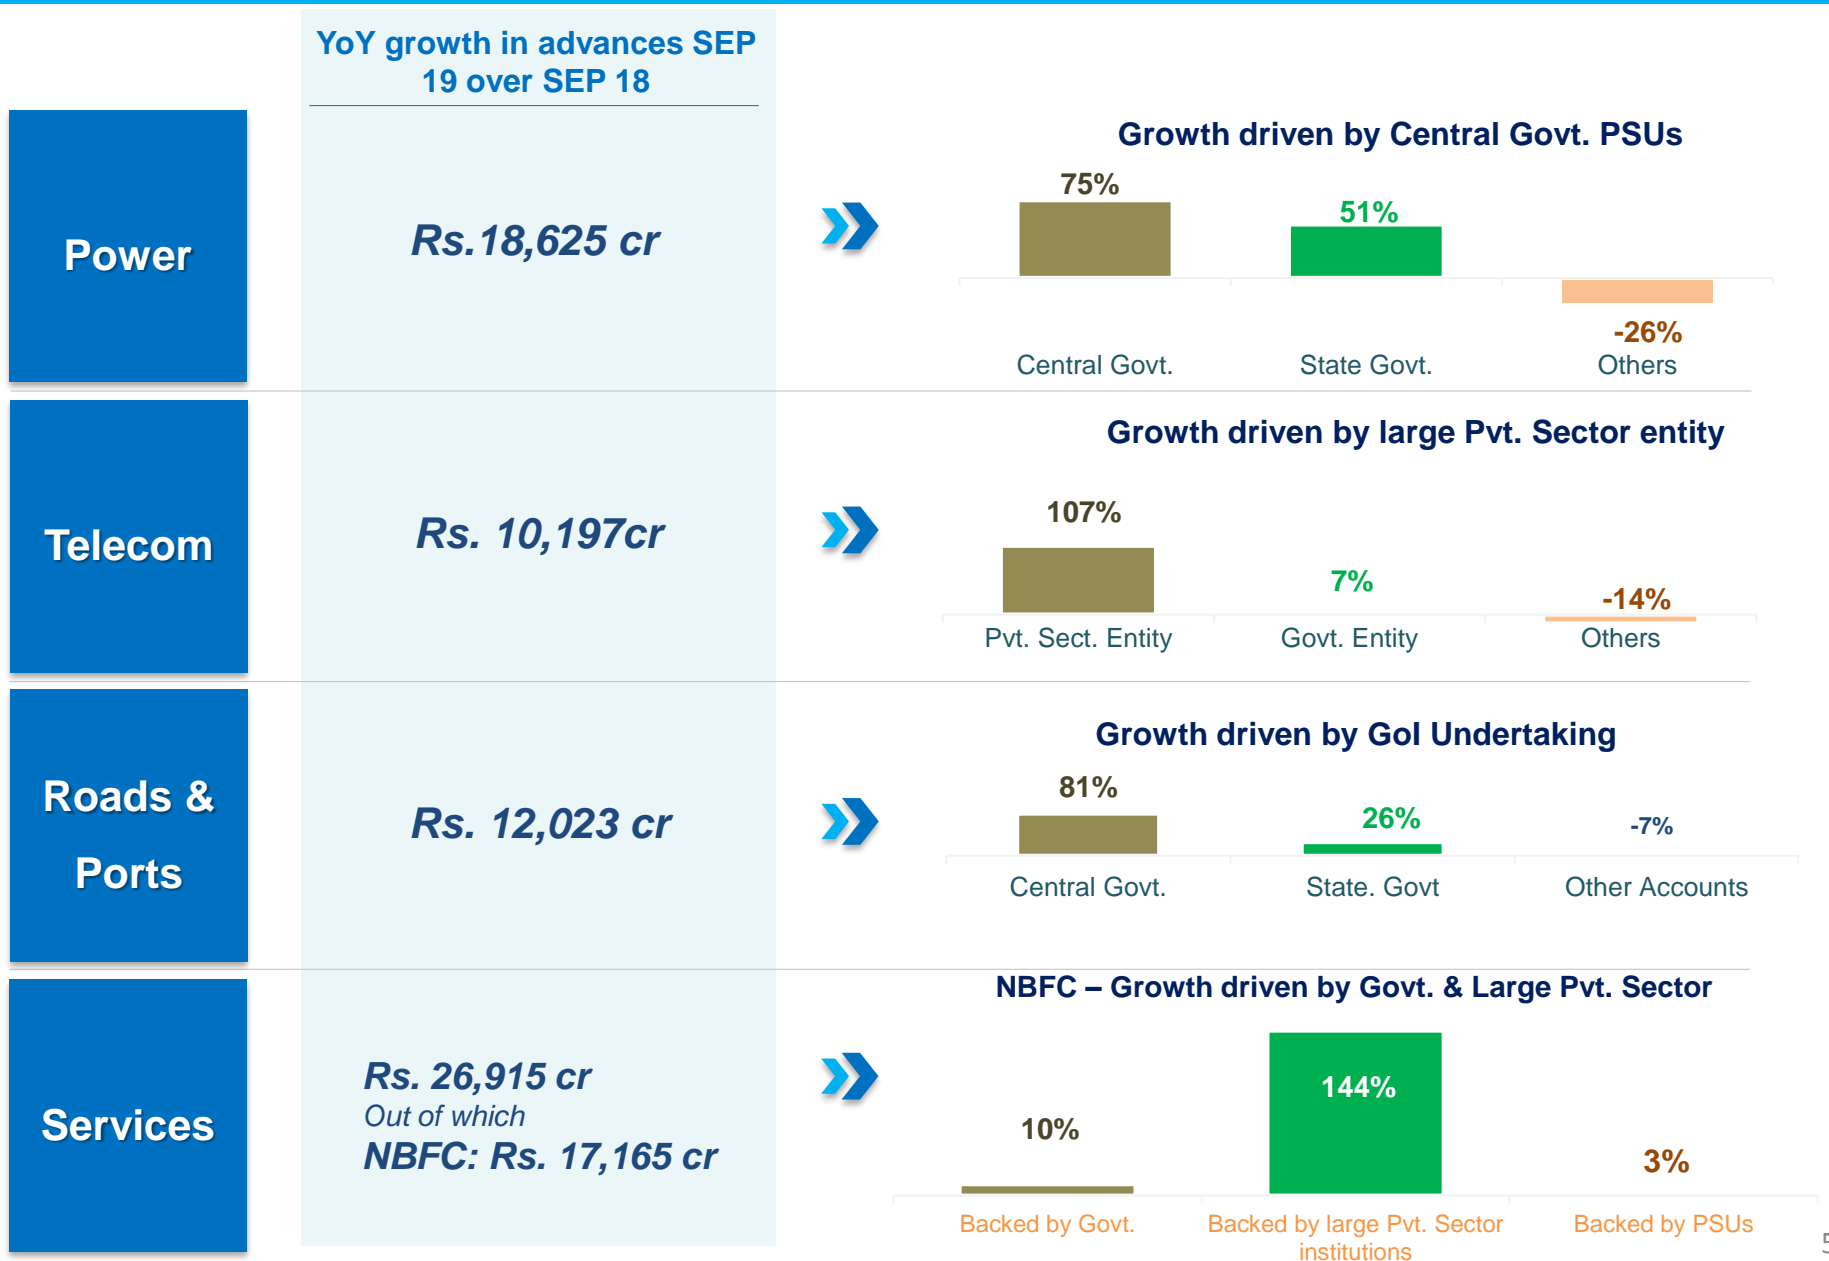 YoY growth in advances SEP
19 over SEP 18
Power
Rs.18,625 cr
Growth driven by Central Govt. PSUs
75%
51%
-26%
Central Govt.
State Govt.
Others
Telecom
Rs. 10,197cr
Growth driven by large Pvt. Sector entity
107%
7%
-14%
Pvt. Sect. Entity
Govt. Entity
Others
Roads &
Ports
Rs. 12,023 cr
Growth driven by GoI Undertaking
81%
26%
-7%
Central Govt.
State. Govt
Other Accounts
Services
Rs. 26,915 cr
Out of which
NBFC: Rs. 17,165 cr
NBFC – Growth driven by Govt. & Large Pvt. Sector
10%
144%
3%
Backed by Govt.
Backed by large Pvt. Sector
institutions
Backed by PSUs
5